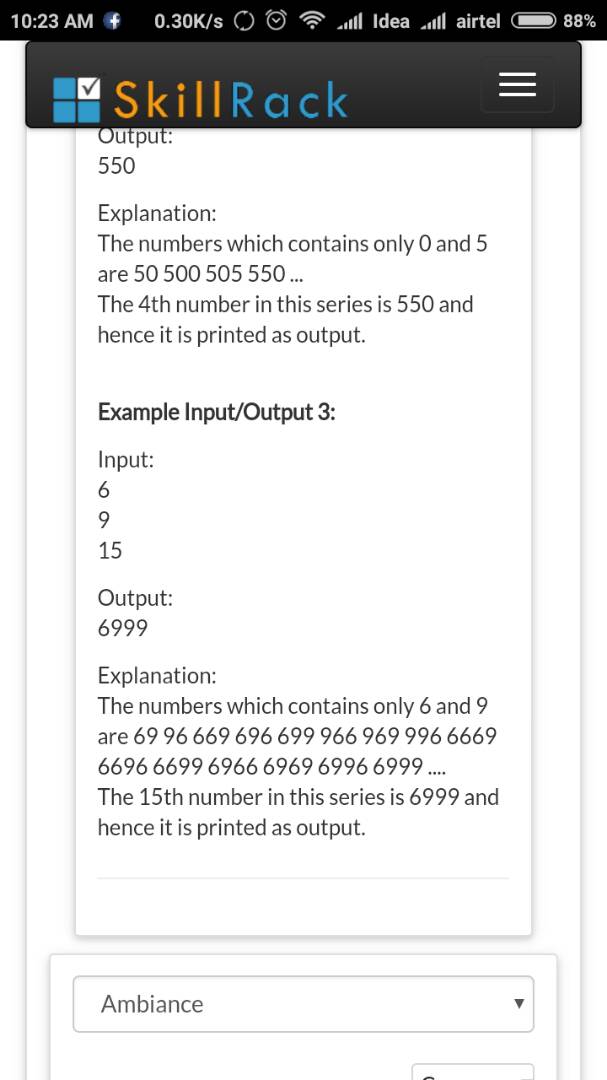 10:23 AM 0.30K/s Idea airtel 88%
SkillRack
Output:
550
Explanation:
The numbers which contains only 0 and 5
are 50 500 505 550 ...
The 4th number in this series is 550 and
hence it is printed as output.
Example Input/Output 3:
Input:
6
9
15
Output:
6999
Explanation:
The numbers which contains only 6 and 9
are 69 96 669 696 699 966 969 996 6669
6696 6699 6966 6969 6996 6999 ....
The 15th number in this series is 6999 and
hence it is printed as output.
Ambiance